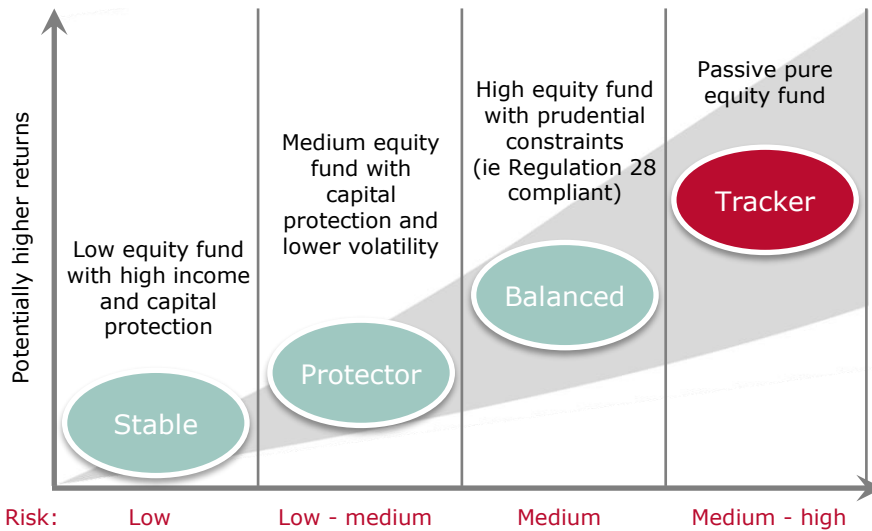 Potentially higher returns
Low equity fund
with high income
and capital
protection
Stable
Medium equity
fund with
capital
protection and
lower volatility
Protector
High equity fund
with prudential
constraints
(ie Regulation 28
compliant)
Balanced
Passive pure
equity fund
Tracker
Risk: Low Low - medium Medium Medium - high